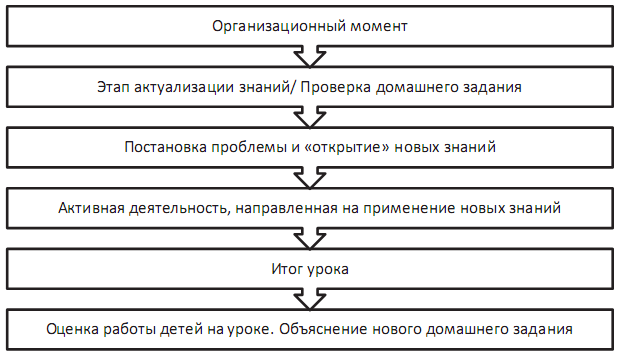 Организационный момент
Этап актуализации знаний/ Проверка домашнего задания
Постановка проблемы и «открытие» новых знаний
Активная деятельность, направленная на применение новых знаний
Итог урока
Оценка работы детей на уроке. Объяснение нового домашнего задания